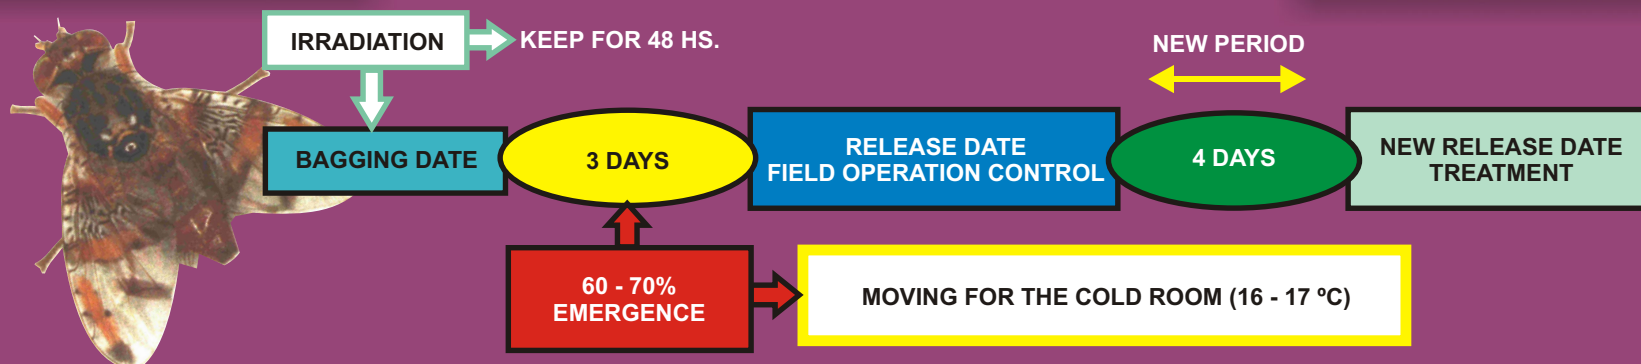 IRRADIATION
KEEP FOR 48 HS.
NEW PERIOD
BAGGING DATE
3 DAYS
RELEASE DATE
FIELD OPERATION CONTROL
4 DAYS
NEW RELEASE DATE
TREATMENT
60 - 70%
EMERGENCE
MOVING FOR THE COLD ROOM (16 - 17 ºC)